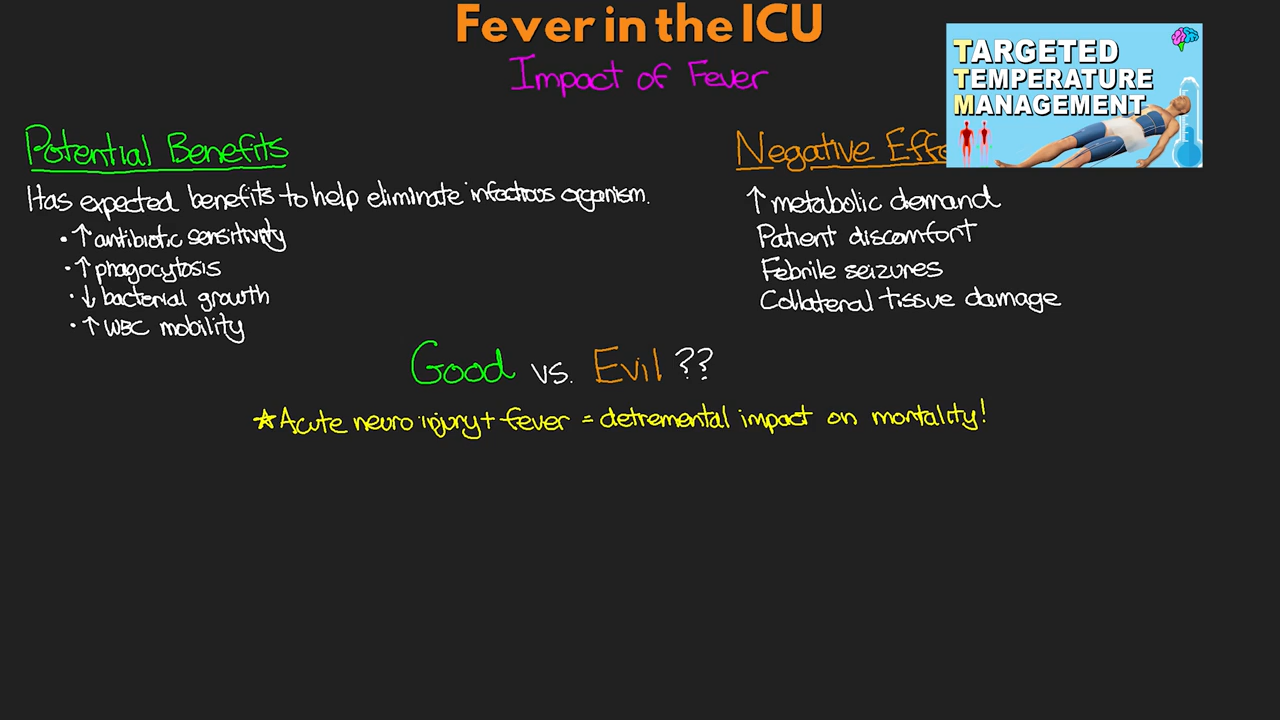 Fever in the ICU
Impact of Fever
TARGETED
TEMPERATURE
MANAGEMENT
Potential Benefits
Has expected benefits to help eliminate infectious organism.
• ↑ antibiotic sensitivity
• ↑ phagocytosis
• ↓ bacterial growth
• ↑ WBC mobility
Negative Effe
↑ metabolic demand
Patient discomfort
Febrile seizures
Collateral tissue damage
Good vs. Evil ??
★Acute neuro injury + fever = detremental impact on mortality!